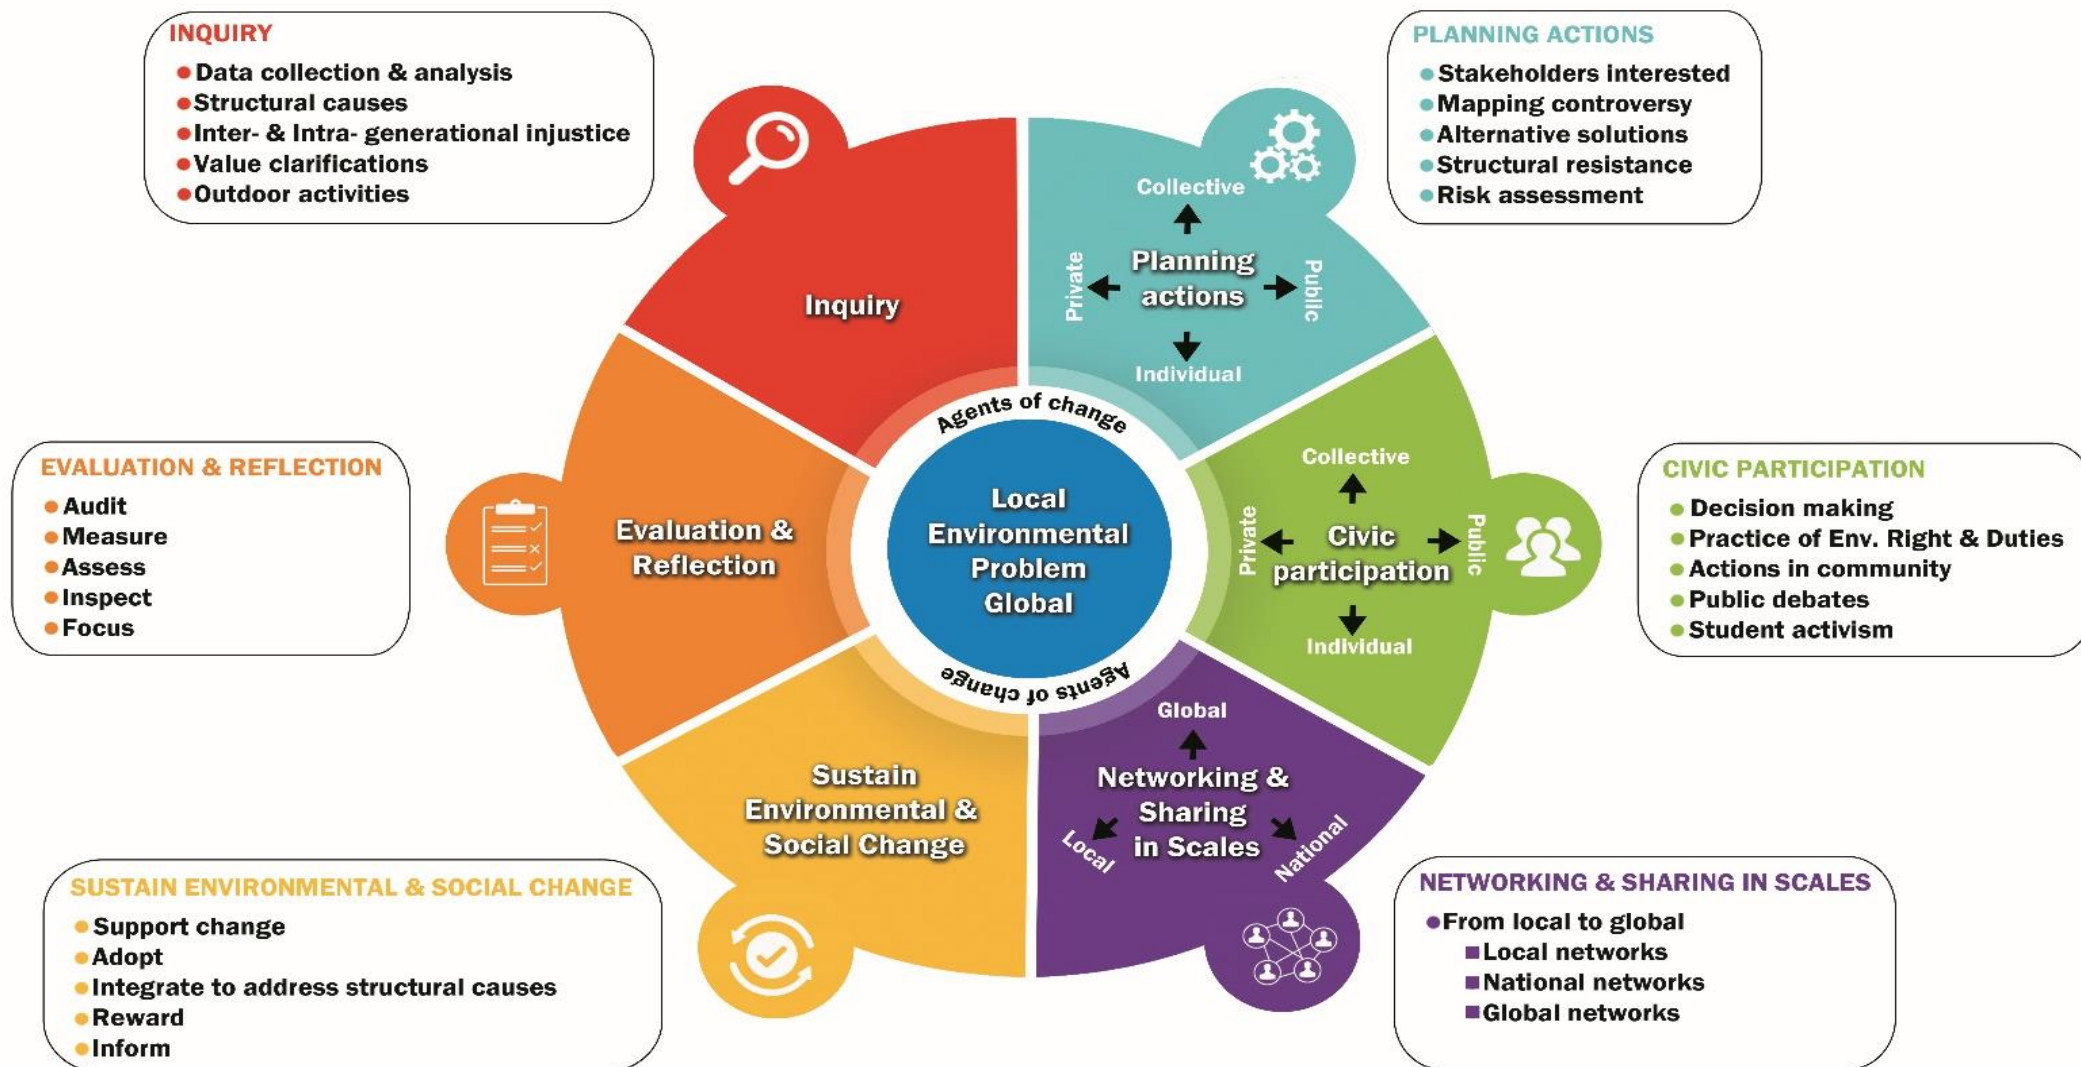 INQUIRY
Data collection & analysis
Structural causes
Inter- & Intra- generational injustice
Value clarifications
Outdoor activities
PLANNING ACTIONS
Stakeholders interested
Mapping controversy
Alternative solutions
Structural resistance
Risk assessment
EVALUATION & REFLECTION
Audit
Measure
Assess
Inspect
Focus
CIVIC PARTICIPATION
Decision making
Practice of Env. Right & Duties
Actions in community
Public debates
Student activism
SUSTAIN ENVIRONMENTAL & SOCIAL CHANGE
Support change
Adopt
Integrate to address structural causes
Reward
Inform
NETWORKING & SHARING IN SCALES
From local to global
Local networks
National networks
Global networks
Inquiry
Collective
Private
Planning
actions
Public
Individual
Evaluation &
Reflection
Agents of change
Local
Environmental
Problem
Global
Agents of change
Collective
Private
Civic
participation
Public
Individual
Sustain
Environmental &
Social Change
Global
Networking &
Sharing
in Scales
Local
National